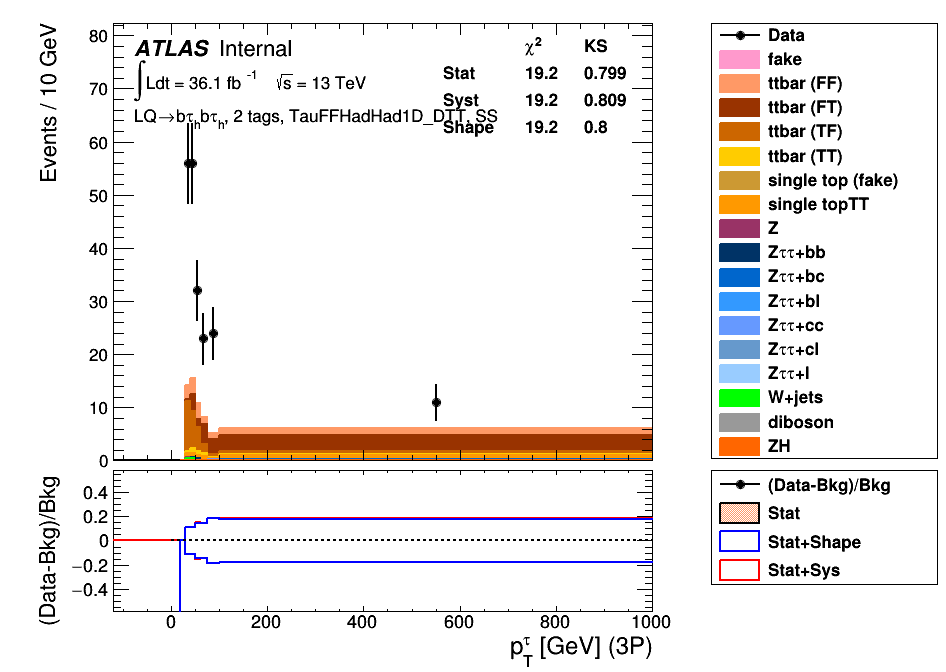 ATLAS Internal
∫Ldt = 36.1 fb⁻¹ √s = 13 TeV
LQ→bτₕbτₕ, 2 tags, TauFFHadHad1D_DTT, SS
χ² KS
Stat 19.2 0.799
Syst 19.2 0.809
Shape 19.2 0.8
Events / 10 GeV
80
70
60
50
40
30
20
10
0
Data
fake
ttbar (FF)
ttbar (FT)
ttbar (TF)
ttbar (TT)
single top (fake)
single topTT
Z
Zττ+bb
Zττ+bc
Zττ+bl
Zττ+cc
Zττ+cl
Zττ+l
W+jets
diboson
ZH
(Data-Bkg)/Bkg
0.4
0.2
0
−0.2
−0.4
0 200 400 600 800 1000
p_T^τ [GeV] (3P)
(Data-Bkg)/Bkg
Stat
Stat+Shape
Stat+Sys